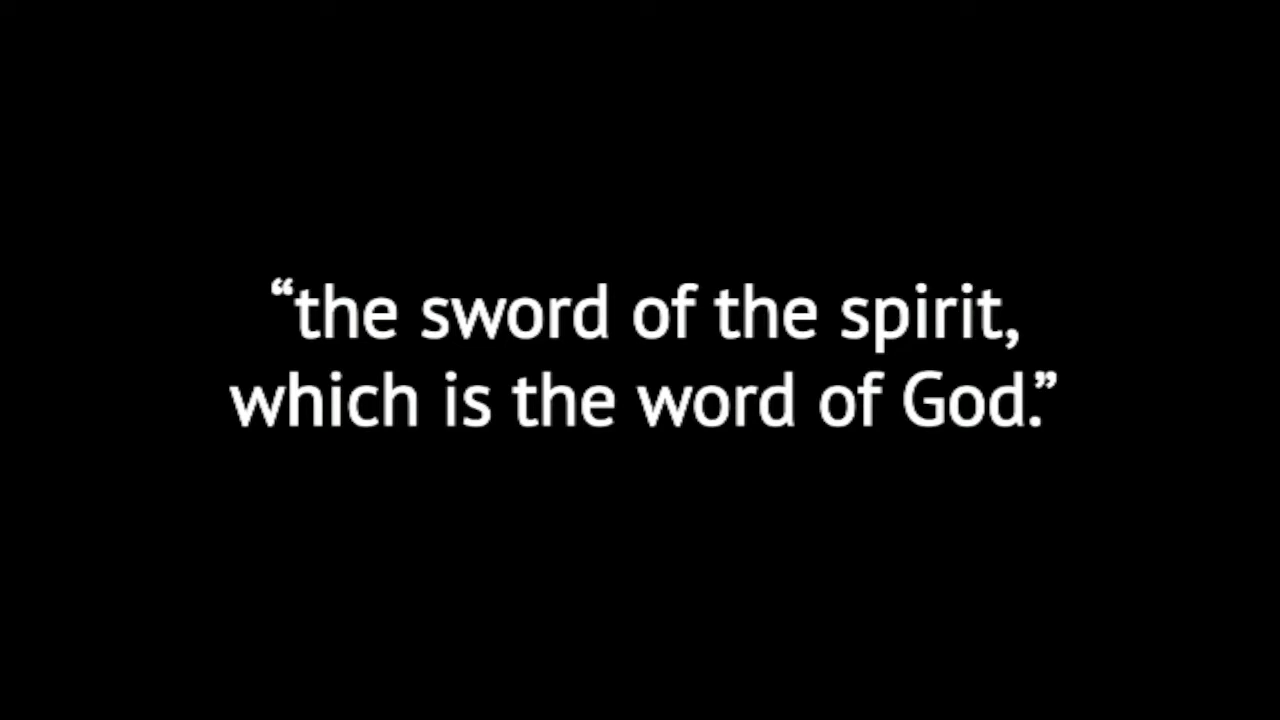 “the sword of the spirit,
which is the word of God.”